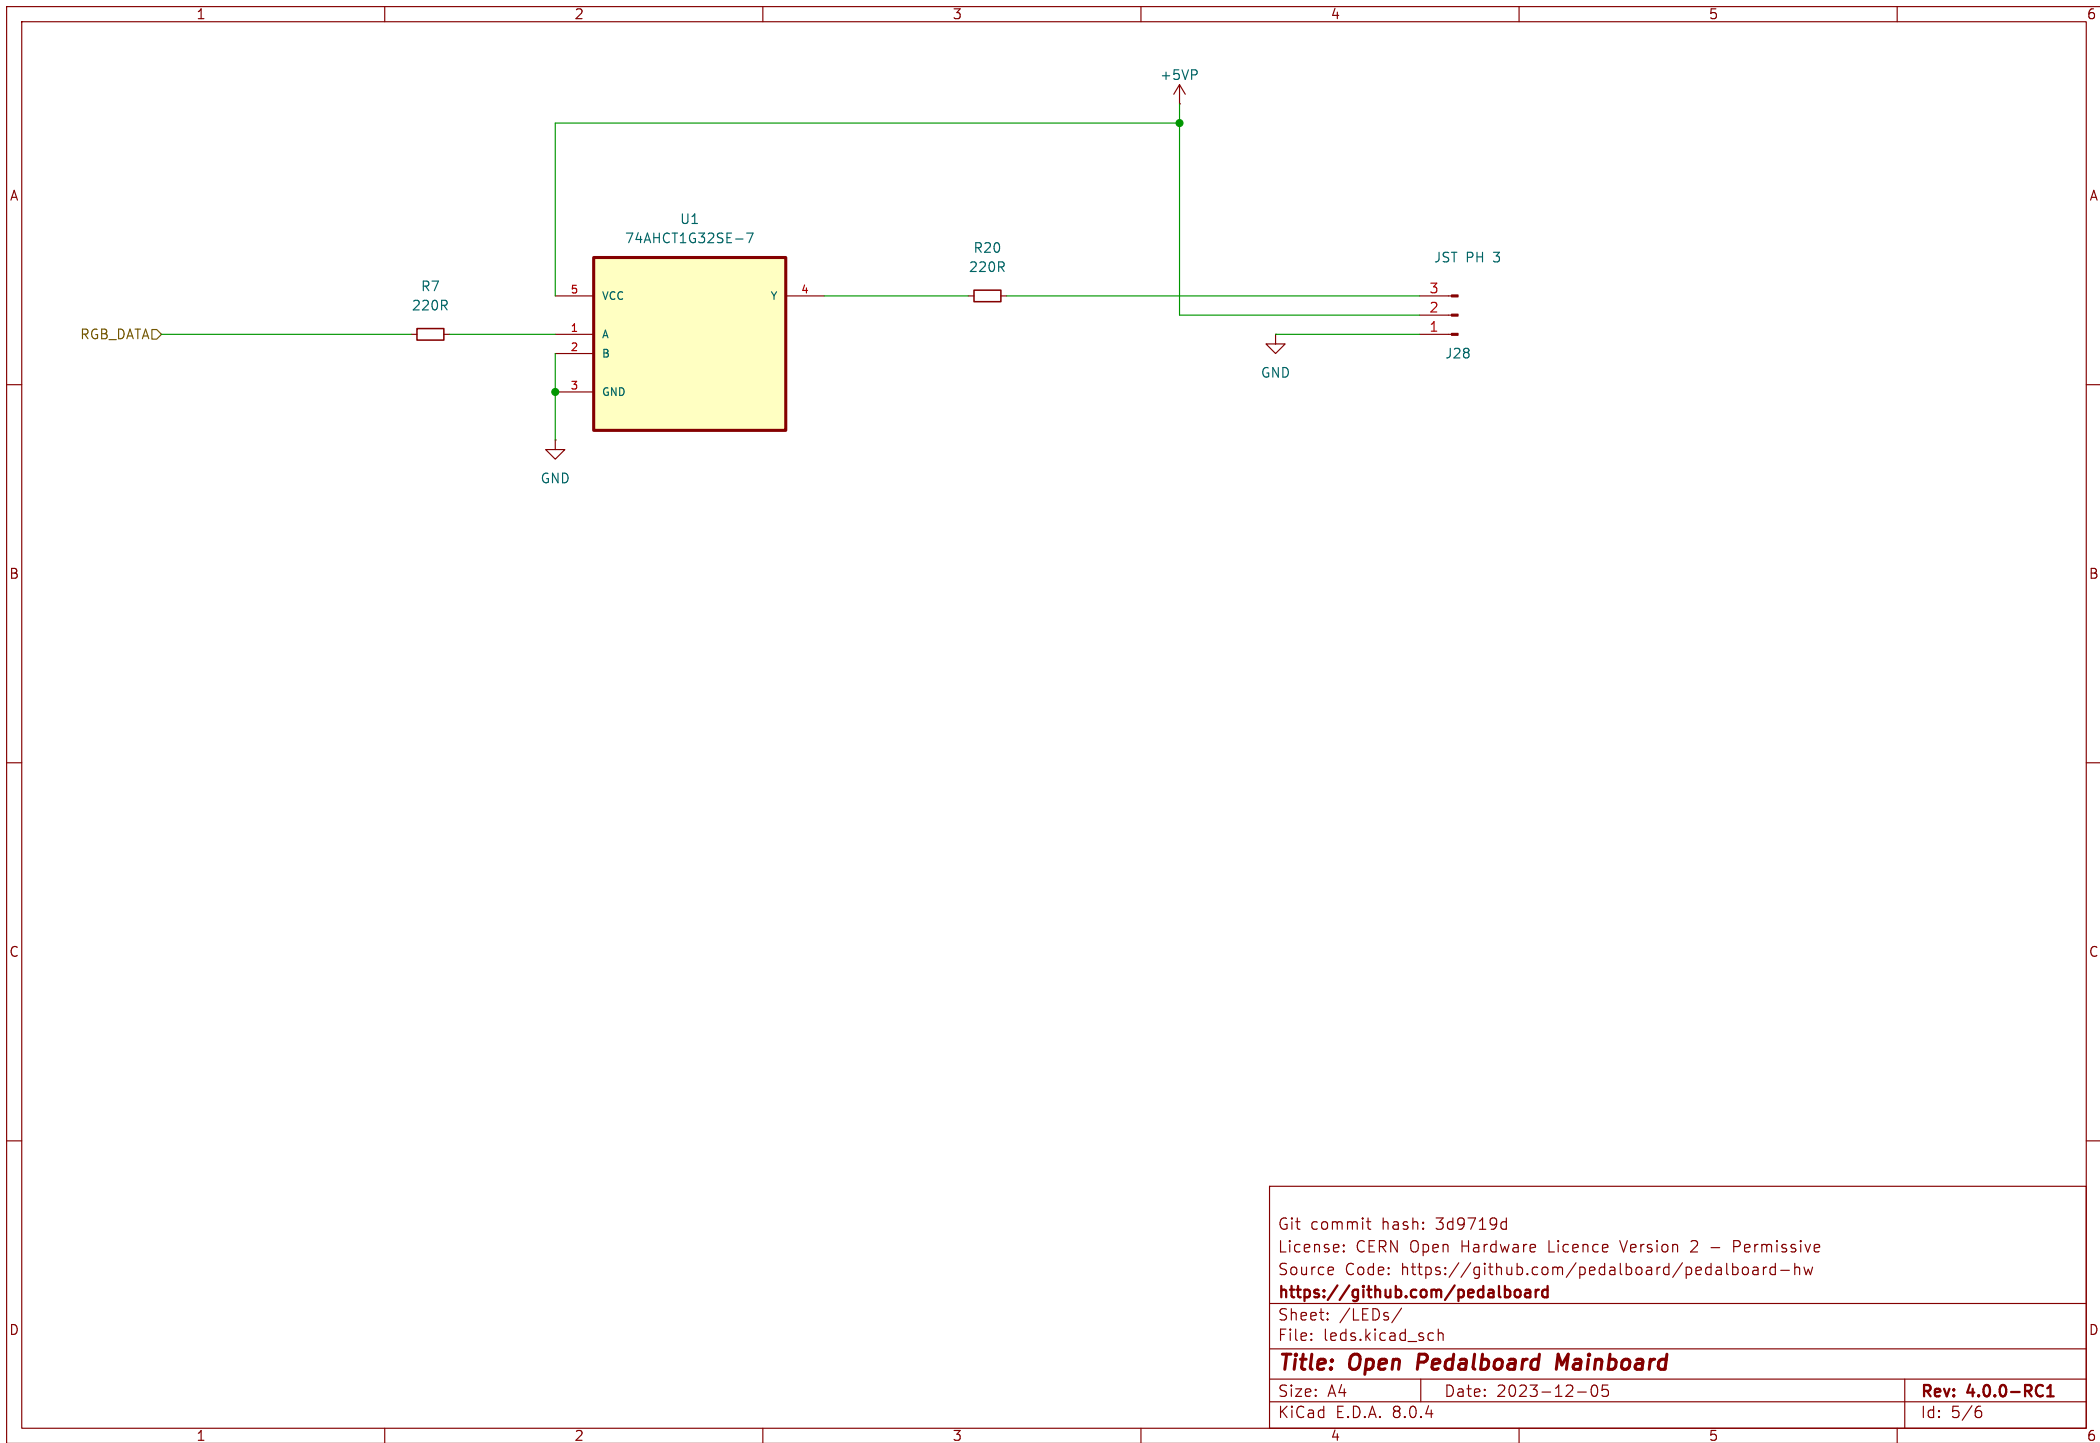 1 2 3 4 5 6
+5VP
A A
U1
74AHCT1G32SE-7
R20
220R
JST PH 3
R7
220R
5 VCC
Y 4
3
2
RGB_DATA
1 A
1
2 B
J28
GND
3 GND
GND
B B
C C
Git commit hash: 3d9719d
License: CERN Open Hardware Licence Version 2 - Permissive
Source Code: https://github.com/pedalboard/pedalboard-hw
https://github.com/pedalboard
Sheet: /LEDs/
D D
File: leds.kicad_sch
Title: Open Pedalboard Mainboard
Size: A4 Date: 2023-12-05 Rev: 4.0.0-RC1
KiCad E.D.A. 8.0.4 Id: 5/6
1 2 3 4 5 6